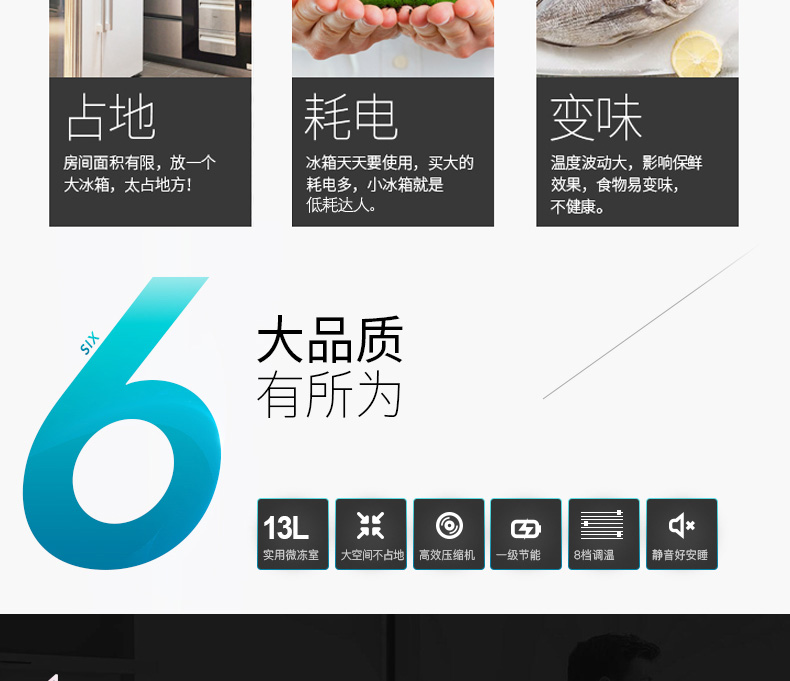 占地
房间面积有限，放一个
大冰箱，太占地方！
耗电
冰箱天天要使用，买大的
耗电多，小冰箱就是
低耗达人。
变味
温度波动大，影响保鲜
效果，食物易变味，
不健康。
SIX
6
大品质
有所为
13L
实用微冻室
大空间不占地
高效压缩机
一级节能
8档调温
静音好安睡